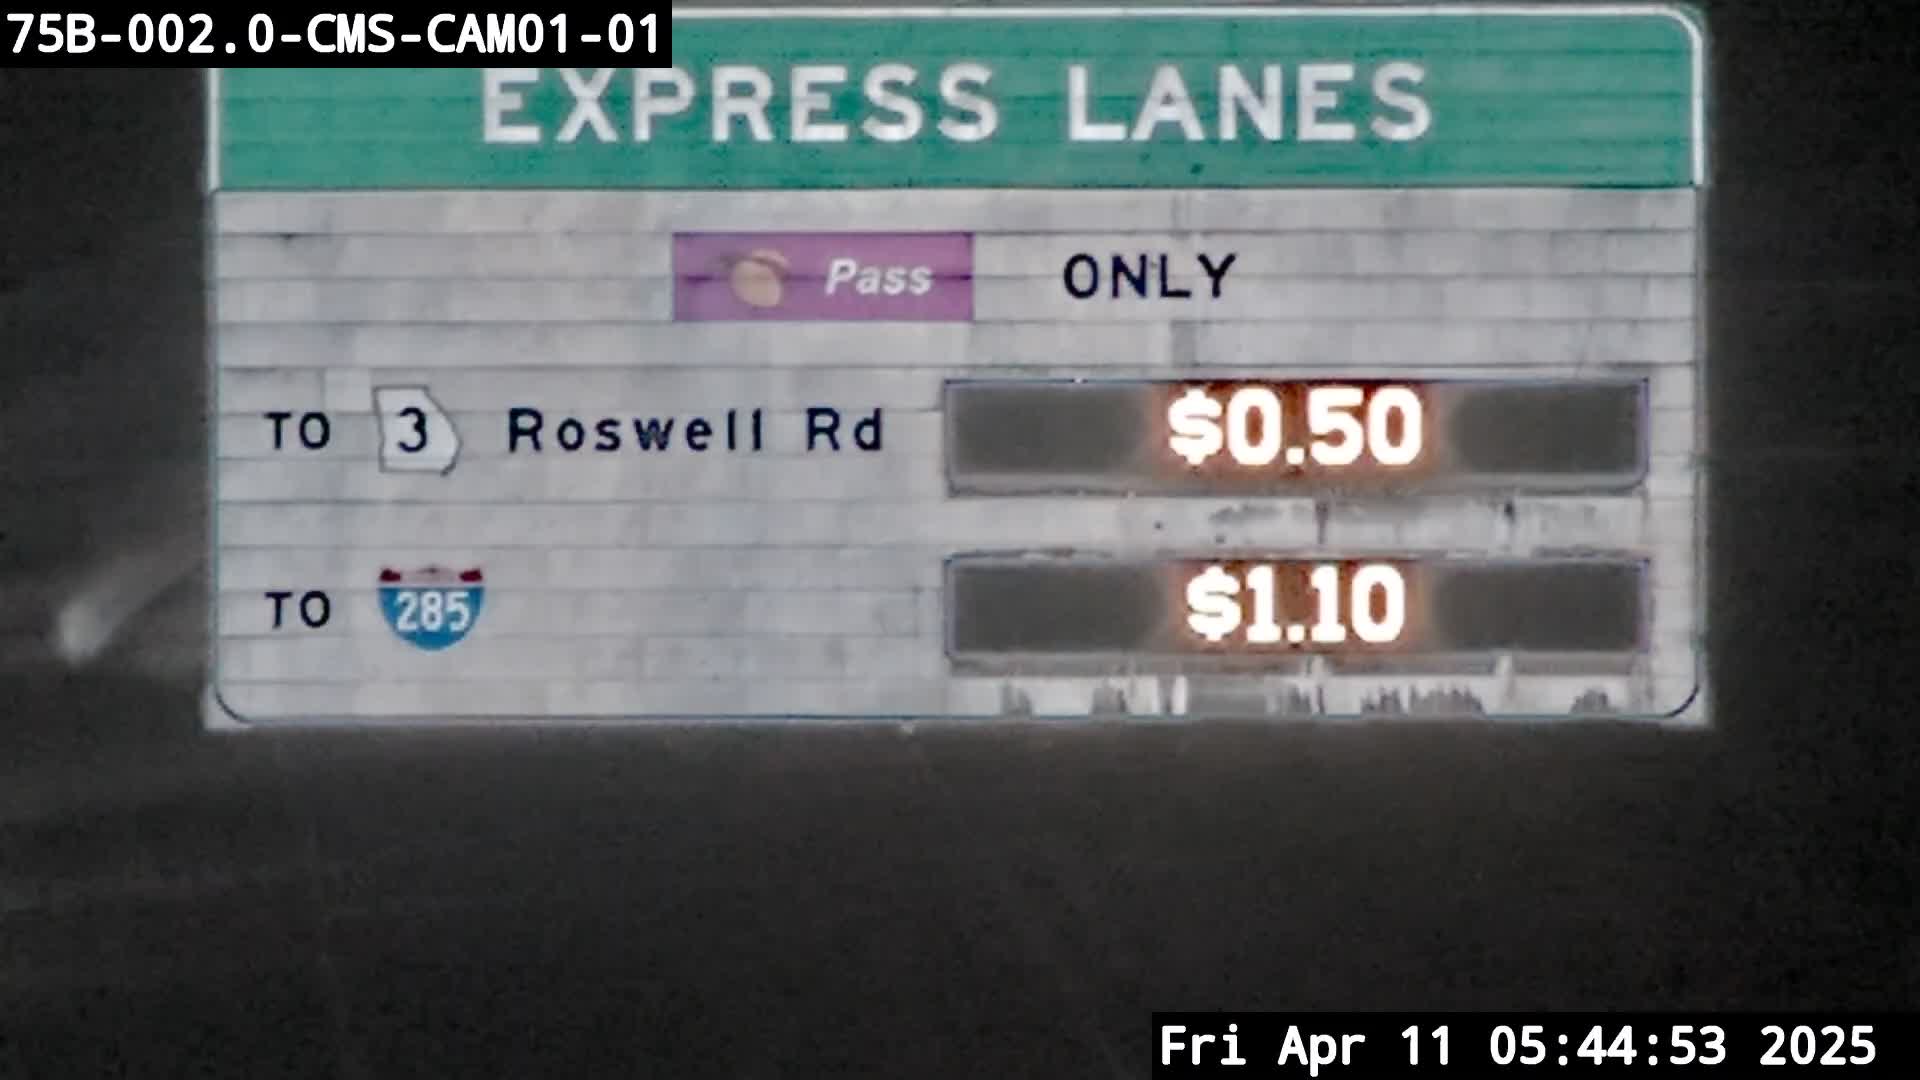 75B-002.0-CMS-CAM01-01
EXPRESS LANES
Pass ONLY
TO 3 Roswell Rd $0.50
TO 285 $1.10
Fri Apr 11 05:44:53 2025